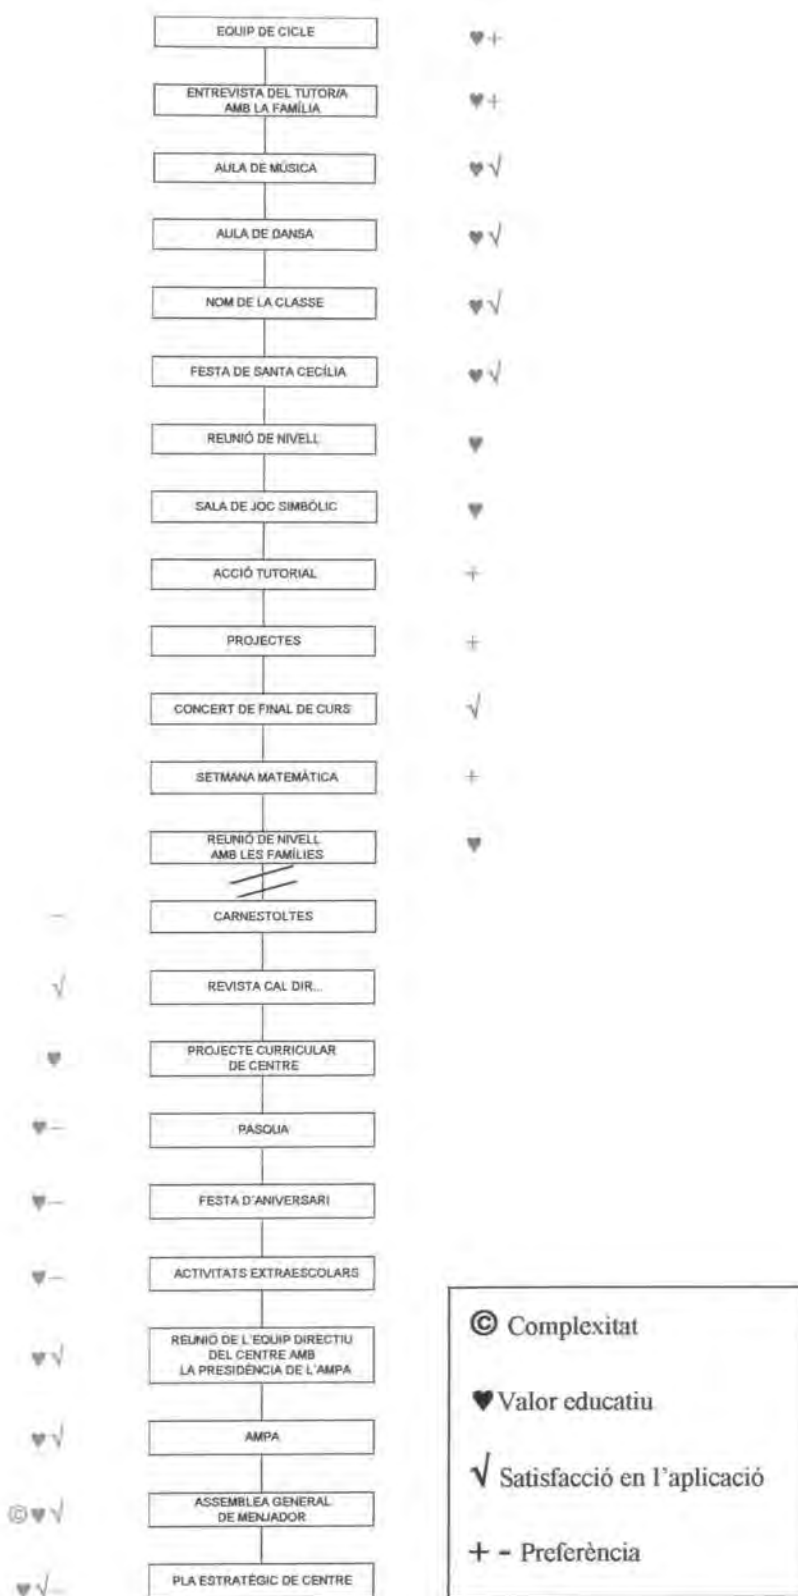 EQUIP DE CICLE ♥+
ENTREVISTA DEL TUTOR/A
AMB LA FAMÍLIA ♥+
AULA DE MÚSICA ♥√
AULA DE DANSA ♥√
NOM DE LA CLASSE ♥√
FESTA DE SANTA CECÍLIA ♥√
REUNIÓ DE NIVELL ♥
SALA DE JOC SIMBÒLIC ♥
ACCIÓ TUTORIAL +
PROJECTES +
CONCERT DE FINAL DE CURS √
SETMANA MATEMÀTICA +
REUNIÓ DE NIVELL
AMB LES FAMÍLIES ♥
– CARNESTOLTES
√ REVISTA CAL DIR...
♥ PROJECTE CURRICULAR
DE CENTRE
♥– PASQUA
♥– FESTA D'ANIVERSARI
♥– ACTIVITATS EXTRAESCOLARS
♥√ REUNIÓ DE L'EQUIP DIRECTIU
DEL CENTRE AMB
LA PRESIDÈNCIA DE L'AMPA
♥√ AMPA
©♥√ ASSEMBLEA GENERAL
DE MENJADOR
♥√– PLA ESTRATÈGIC DE CENTRE
© Complexitat
♥ Valor educatiu
√ Satisfacció en l'aplicació
+ - Preferència